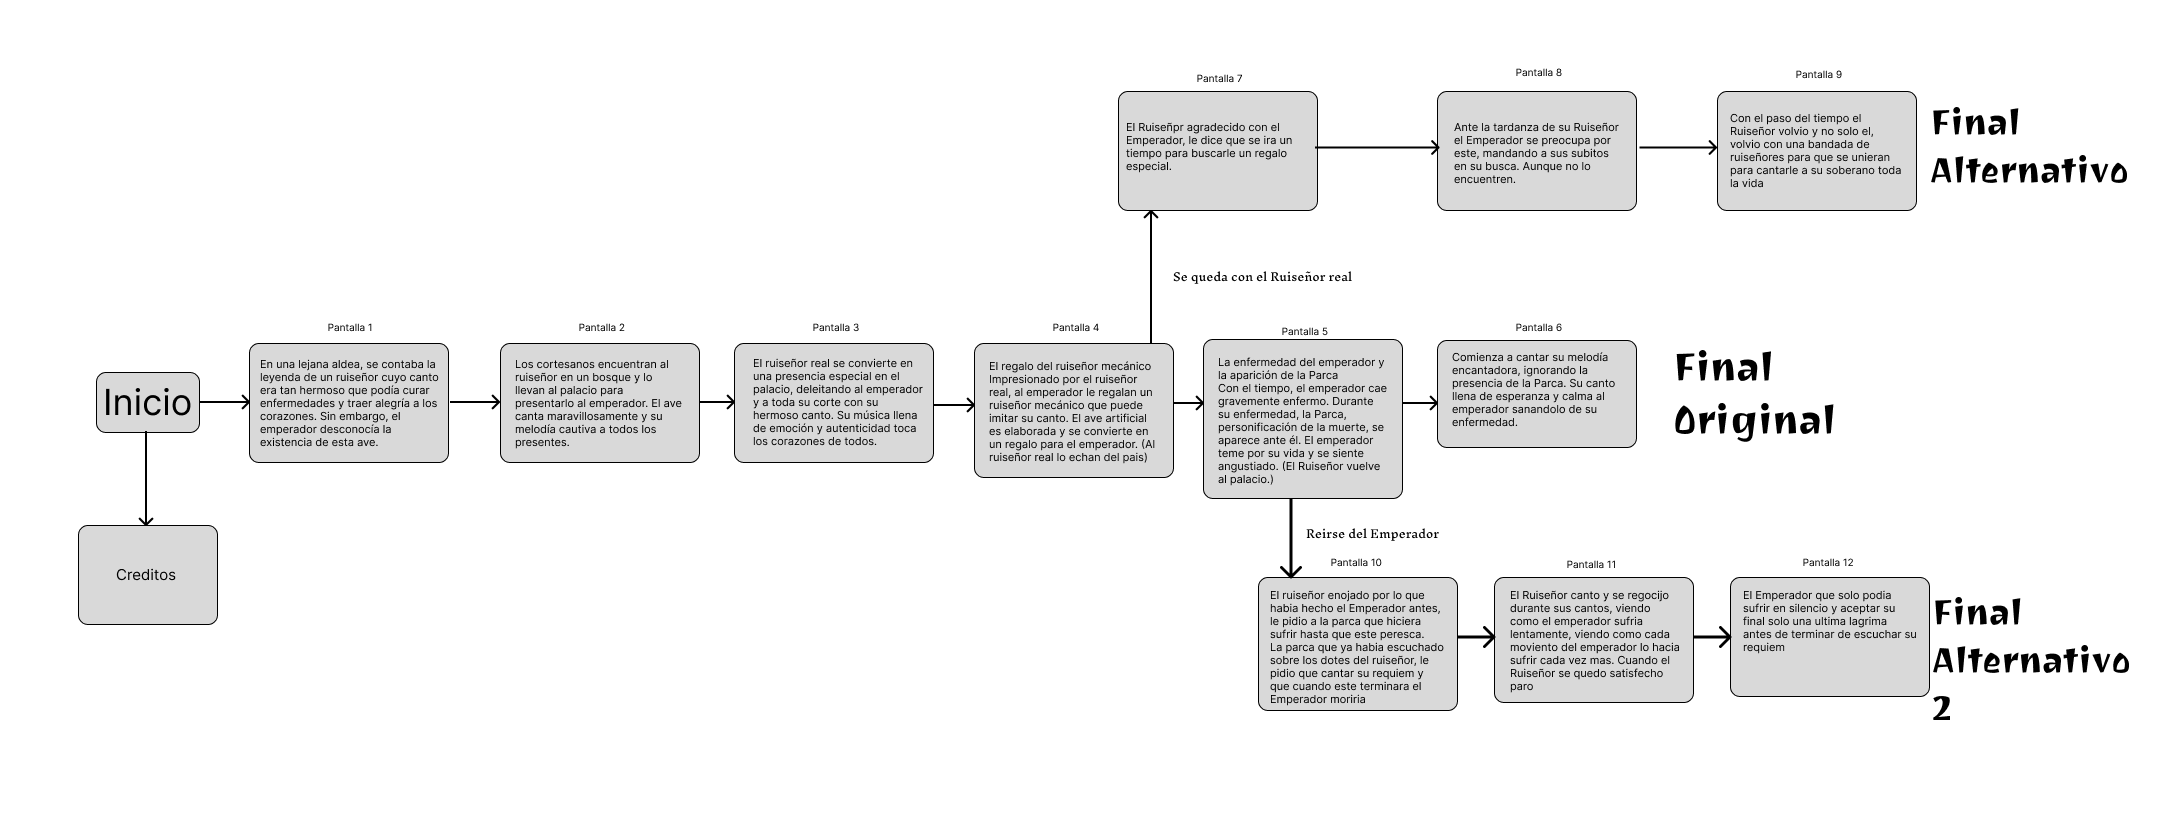 Inicio
Creditos
Pantalla 1
En una lejana aldea, se contaba la
leyenda de un ruiseñor cuyo canto
era tan hermoso que podía curar
enfermedades y traer alegría a los
corazones. Sin embargo, el
emperador desconocía la
existencia de esta ave.
Pantalla 2
Los cortesanos encuentran al
ruiseñor en un bosque y lo
llevan al palacio para
presentarlo al emperador. El ave
canta maravillosamente y su
melodía cautiva a todos los
presentes.
Pantalla 3
El ruiseñor real se convierte en
una presencia especial en el
palacio, deleitando al emperador
y a toda su corte con su
hermoso canto. Su música llena
de emoción y autenticidad toca
los corazones de todos.
Pantalla 4
El regalo del ruiseñor mecánico
Impresionado por el ruiseñor
real, al emperador le regalan un
ruiseñor mecánico que puede
imitar su canto. El ave artificial
es elaborada y se convierte en
un regalo para el emperador. (Al
ruiseñor real lo echan del pais)
Se queda con el Ruiseñor real
Pantalla 7
El Ruiseñpr agradecido con el
Emperador, le dice que se ira un
tiempo para buscarle un regalo
especial.
Pantalla 8
Ante la tardanza de su Ruiseñor
el Emperador se preocupa por
este, mandando a sus subitos
en su busca. Aunque no lo
encuentren.
Pantalla 9
Con el paso del tiempo el
Ruiseñor volvio y no solo el,
volvio con una bandada de
ruiseñores para que se unieran
para cantarle a su soberano toda
la vida
Final
Alternativo
Pantalla 5
La enfermedad del emperador y
la aparición de la Parca
Con el tiempo, el emperador cae
gravemente enfermo. Durante
su enfermedad, la Parca,
personificación de la muerte, se
aparece ante él. El emperador
teme por su vida y se siente
angustiado. (El Ruiseñor vuelve
al palacio.)
Pantalla 6
Comienza a cantar su melodía
encantadora, ignorando la
presencia de la Parca. Su canto
llena de esperanza y calma al
emperador sanandolo de su
enfermedad.
Final
Original
Reirse del Emperador
Pantalla 10
El ruiseñor enojado por lo que
habia hecho el Emperador antes,
le pidio a la parca que hiciera
sufrir hasta que este peresca.
La parca que ya habia escuchado
sobre los dotes del ruiseñor, le
pidio que cantar su requiem y
que cuando este terminara el
Emperador moriria
Pantalla 11
El Ruiseñor canto y se regocijo
durante sus cantos, viendo
como el emperador sufria
lentamente, viendo como cada
moviento del emperador lo hacia
sufrir cada vez mas. Cuando el
Ruiseñor se quedo satisfecho
paro
Pantalla 12
El Emperador que solo podia
sufrir en silencio y aceptar su
final solo una ultima lagrima
antes de terminar de escuchar su
requiem
Final
Alternativo
2